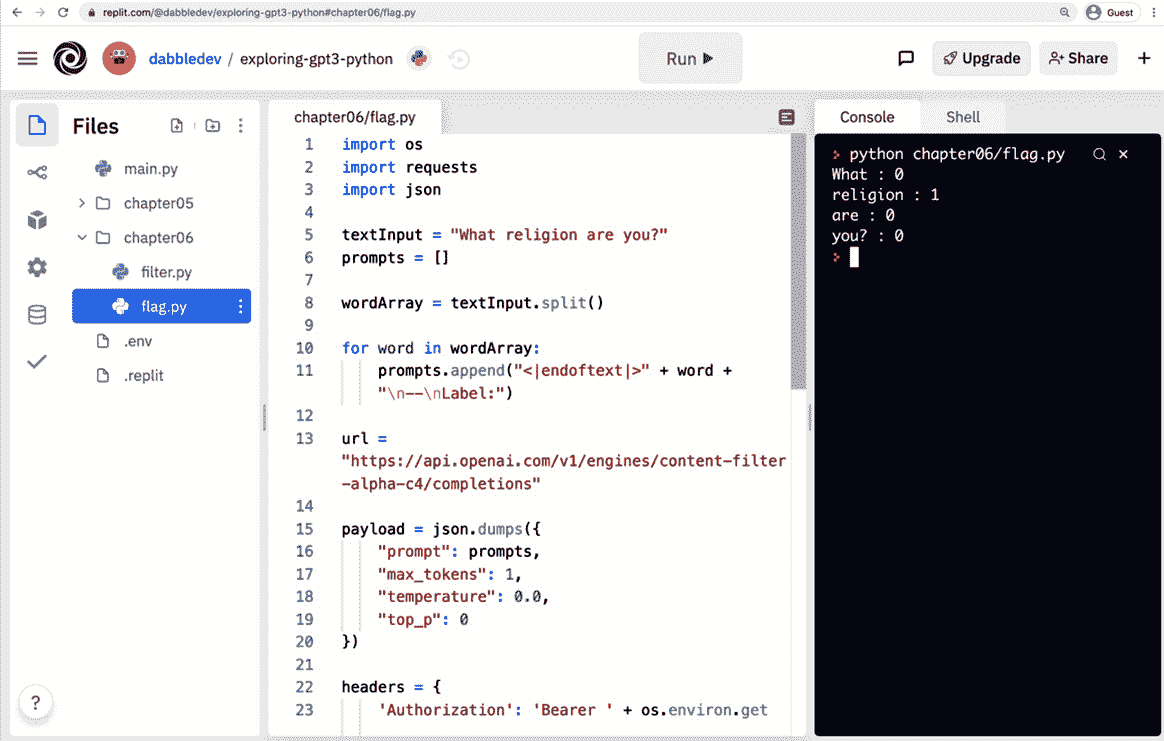 replit.com/@dabbledev/exploring-gpt3-python#chapter06/flag.py
Guest
dabbledev / exploring-gpt3-python
Run
Upgrade
Share
Files
main.py
chapter05
chapter06
filter.py
flag.py
.env
.replit
?
chapter06/flag.py
1 import os
2 import requests
3 import json
4
5 textInput = "What religion are you?"
6 prompts = []
7
8 wordArray = textInput.split()
9
10 for word in wordArray:
11 prompts.append("<|endoftext|>" + word +
"\n--\nLabel:")
12
13 url =
"https://api.openai.com/v1/engines/content-filter
-alpha-c4/completions"
14
15 payload = json.dumps({
16 "prompt": prompts,
17 "max_tokens": 1,
18 "temperature": 0.0,
19 "top_p": 0
20 })
21
22 headers = {
23 'Authorization': 'Bearer ' + os.environ.get
Console
Shell
> python chapter06/flag.py
What : 0
religion : 1
are : 0
you? : 0
>